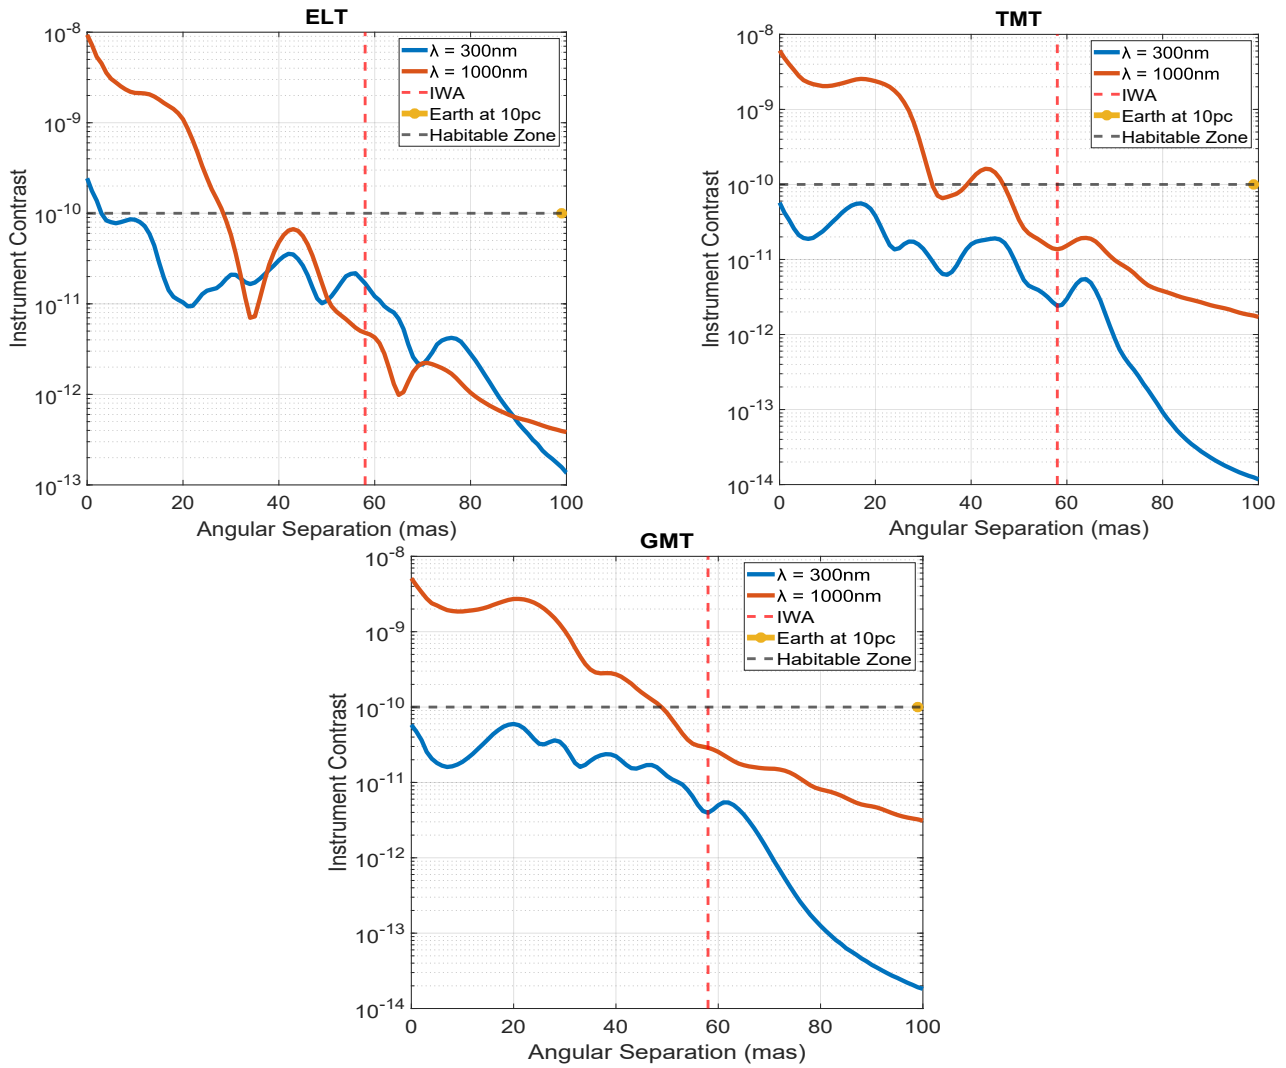 ELT
10^-8
10^-9
10^-10
10^-11
10^-12
10^-13
Instrument Contrast
0 20 40 60 80 100
Angular Separation (mas)
λ = 300nm
λ = 1000nm
IWA
Earth at 10pc
Habitable Zone
TMT
10^-8
10^-9
10^-10
10^-11
10^-12
10^-13
10^-14
Instrument Contrast
0 20 40 60 80 100
Angular Separation (mas)
λ = 300nm
λ = 1000nm
IWA
Earth at 10pc
Habitable Zone
GMT
10^-8
10^-9
10^-10
10^-11
10^-12
10^-13
10^-14
Instrument Contrast
0 20 40 60 80 100
Angular Separation (mas)
λ = 300nm
λ = 1000nm
IWA
Earth at 10pc
Habitable Zone